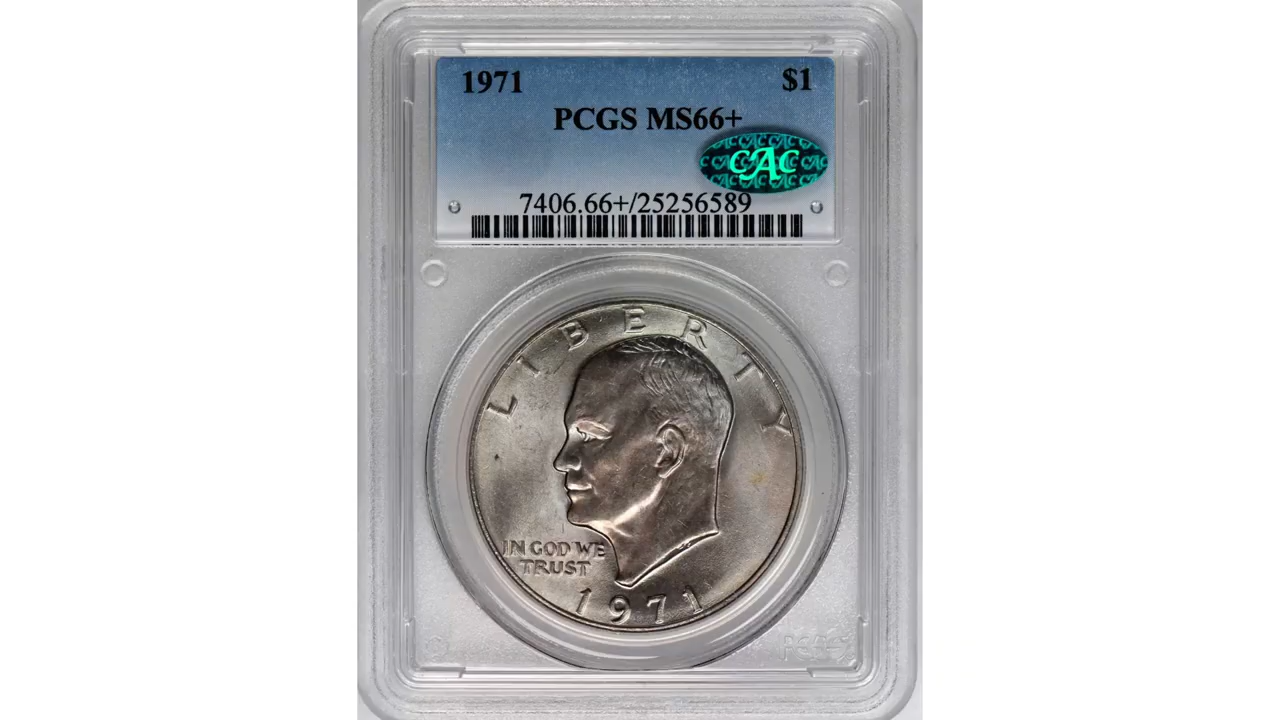 1971 $1
PCGS MS66+
CAC
7406.66+/25256589
LIBERTY
IN GOD WE
TRUST
1971
PCGS